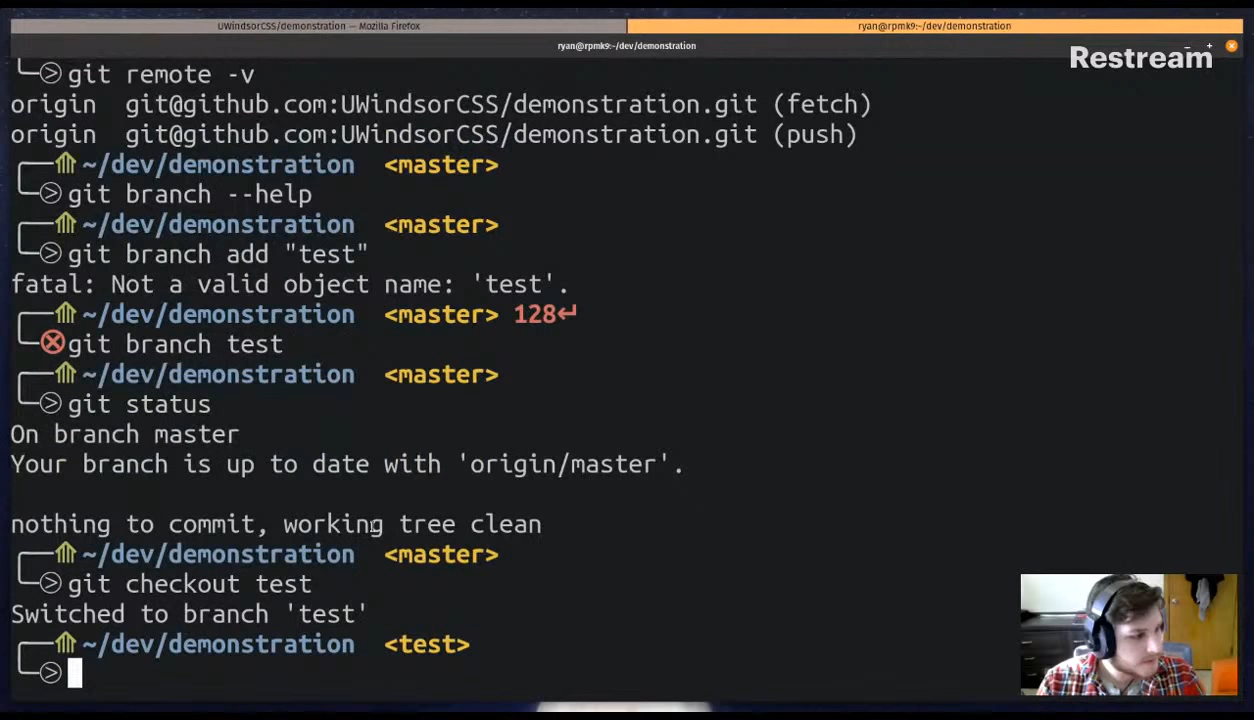 UWindsorCSS/demonstration — Mozilla Firefox
ryan@rpmk9:~/dev/demonstration
ryan@rpmk9:~/dev/demonstration
Restream
git remote -v
origin git@github.com:UWindsorCSS/demonstration.git (fetch)
origin git@github.com:UWindsorCSS/demonstration.git (push)
~/dev/demonstration <master>
git branch --help
~/dev/demonstration <master>
git branch add "test"
fatal: Not a valid object name: 'test'.
~/dev/demonstration <master> 128↵
git branch test
~/dev/demonstration <master>
git status
On branch master
Your branch is up to date with 'origin/master'.
nothing to commit, working tree clean
~/dev/demonstration <master>
git checkout test
Switched to branch 'test'
~/dev/demonstration <test>